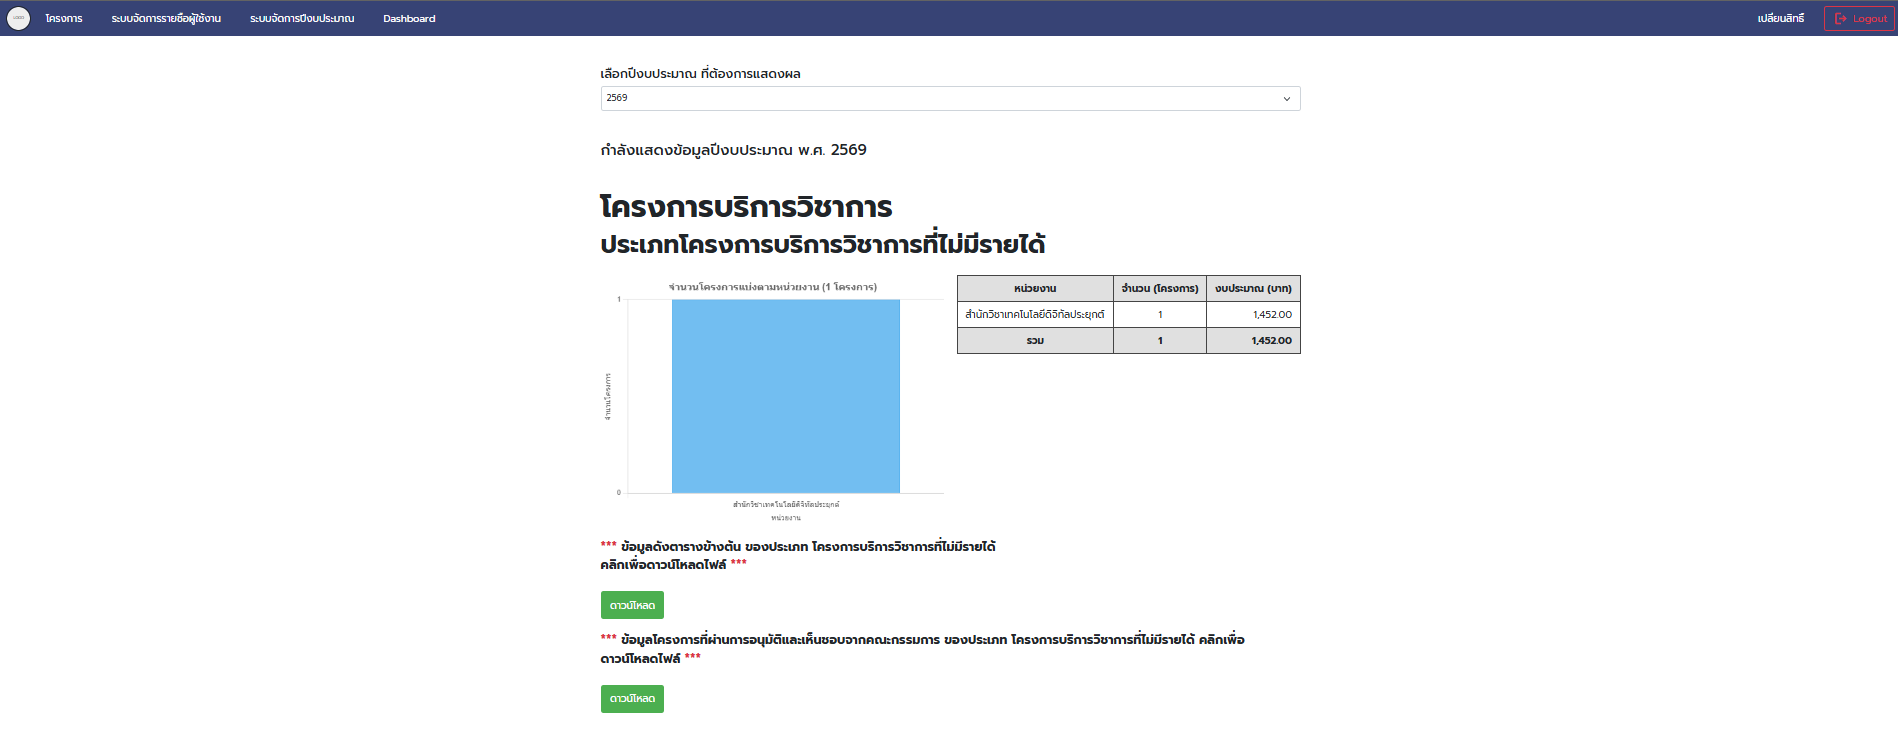 LOGO
โครงการ
ระบบจัดการรายชื่อผู้ใช้งาน
ระบบจัดการปีงบประมาณ
Dashboard
เปลี่ยนสิทธิ์
Logout
เลือกปีงบประมาณ ที่ต้องการแสดงผล
2569
กำลังแสดงข้อมูลปีงบประมาณ พ.ศ. 2569
โครงการบริการวิชาการ
ประเภทโครงการบริการวิชาการที่ไม่มีรายได้
จำนวนโครงการแบ่งตามหน่วยงาน (1 โครงการ)
1
จำนวนโครงการ
0
สำนักวิชาเทคโนโลยีดิจิทัลประยุกต์
หน่วยงาน
หน่วยงาน จำนวน (โครงการ) งบประมาณ (บาท)
สำนักวิชาเทคโนโลยีดิจิทัลประยุกต์ 1 1,452.00
รวม 1 1,452.00
*** ข้อมูลดังตารางข้างต้น ของประเภท โครงการบริการวิชาการที่ไม่มีรายได้
คลิกเพื่อดาวน์โหลดไฟล์ ***
ดาวน์โหลด
*** ข้อมูลโครงการที่ผ่านการอนุมัติและเห็นชอบจากคณะกรรมการ ของประเภท โครงการบริการวิชาการที่ไม่มีรายได้ คลิกเพื่อ
ดาวน์โหลดไฟล์ ***
ดาวน์โหลด